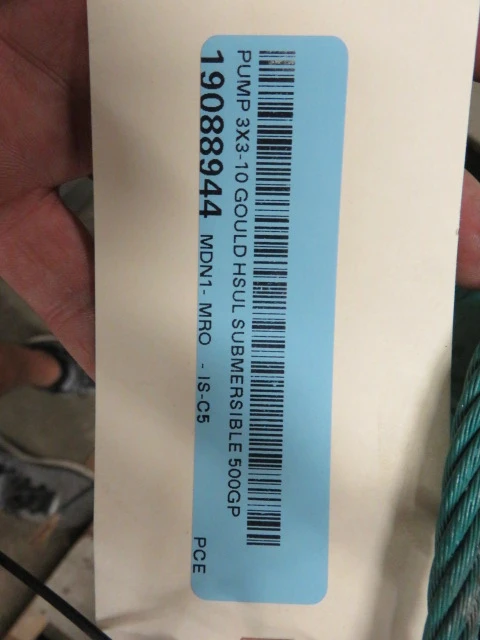 PUMP 3X3-10 GOULD HSUL SUBMERSIBLE 500GP
19088944 MDN1- MRO - IS-C5 PCE